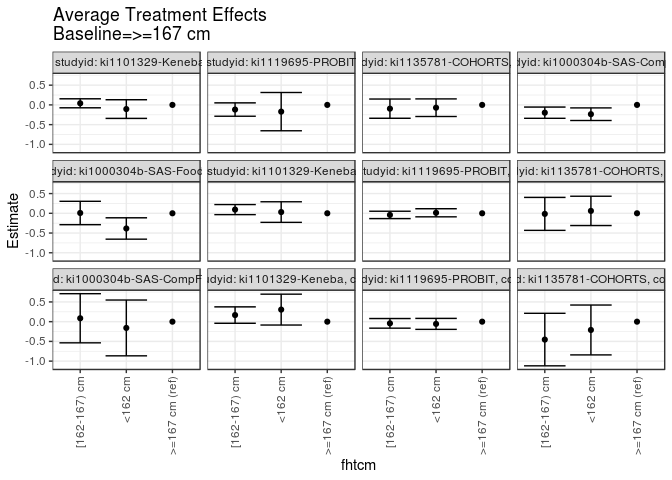 Average Treatment Effects
Baseline=>=167 cm
studyid: ki1101329-Keneba
studyid: ki1119695-PROBIT
ki1135781-COHORTS,
ki1000304b-SAS-Com
0.5
0.0
-0.5
-1.0
ki1000304b-SAS-Food
studyid: ki1101329-Keneba
ki1119695-PROBIT,
ki1135781-COHORTS,
0.5
0.0
-0.5
-1.0
ki1000304b-SAS-CompF
ki1101329-Keneba, c
ki1119695-PROBIT, co
ki1135781-COHORTS, co
0.5
0.0
-0.5
-1.0
Estimate
[162-167) cm
<162 cm
>=167 cm (ref)
[162-167) cm
<162 cm
>=167 cm (ref)
[162-167) cm
<162 cm
>=167 cm (ref)
[162-167) cm
<162 cm
>=167 cm (ref)
fhtcm